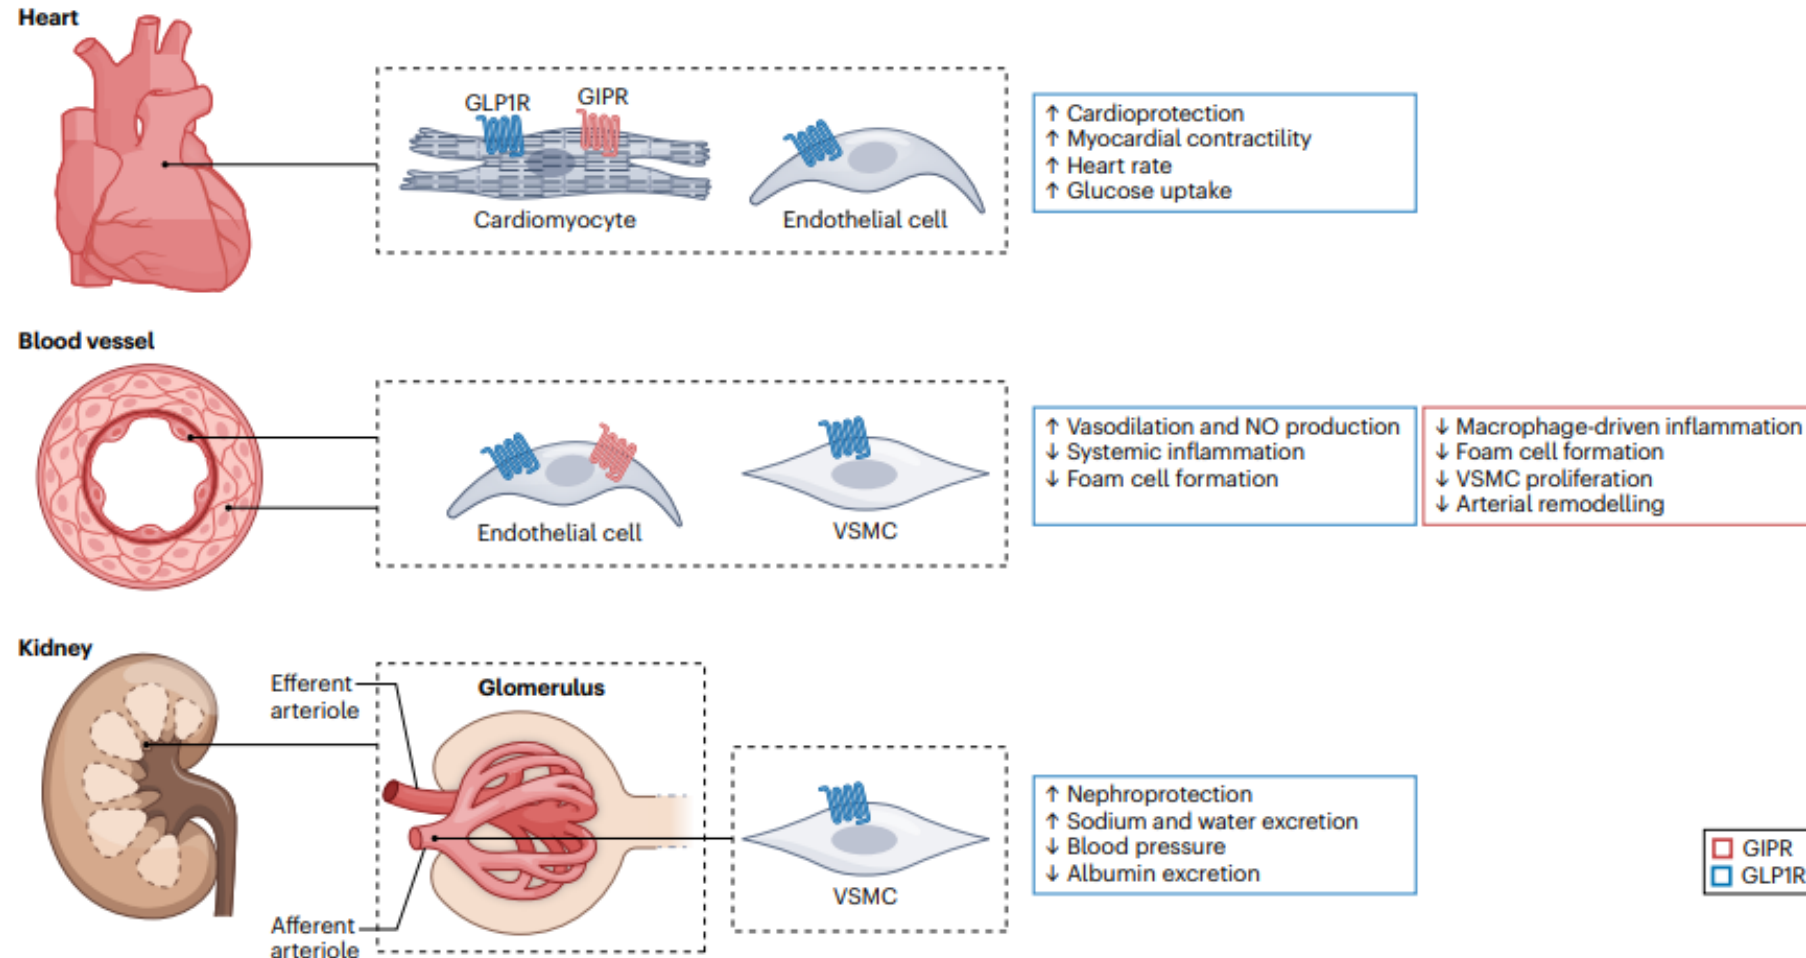 Heart
GLP1R
GIPR
Cardiomyocyte
Endothelial cell
↑ Cardioprotection
↑ Myocardial contractility
↑ Heart rate
↑ Glucose uptake
Blood vessel
Endothelial cell
VSMC
↑ Vasodilation and NO production
↓ Systemic inflammation
↓ Foam cell formation
↓ Macrophage-driven inflammation
↓ Foam cell formation
↓ VSMC proliferation
↓ Arterial remodelling
Kidney
Efferent
arteriole
Glomerulus
Afferent
arteriole
VSMC
↑ Nephroprotection
↑ Sodium and water excretion
↓ Blood pressure
↓ Albumin excretion
GIPR
GLP1R